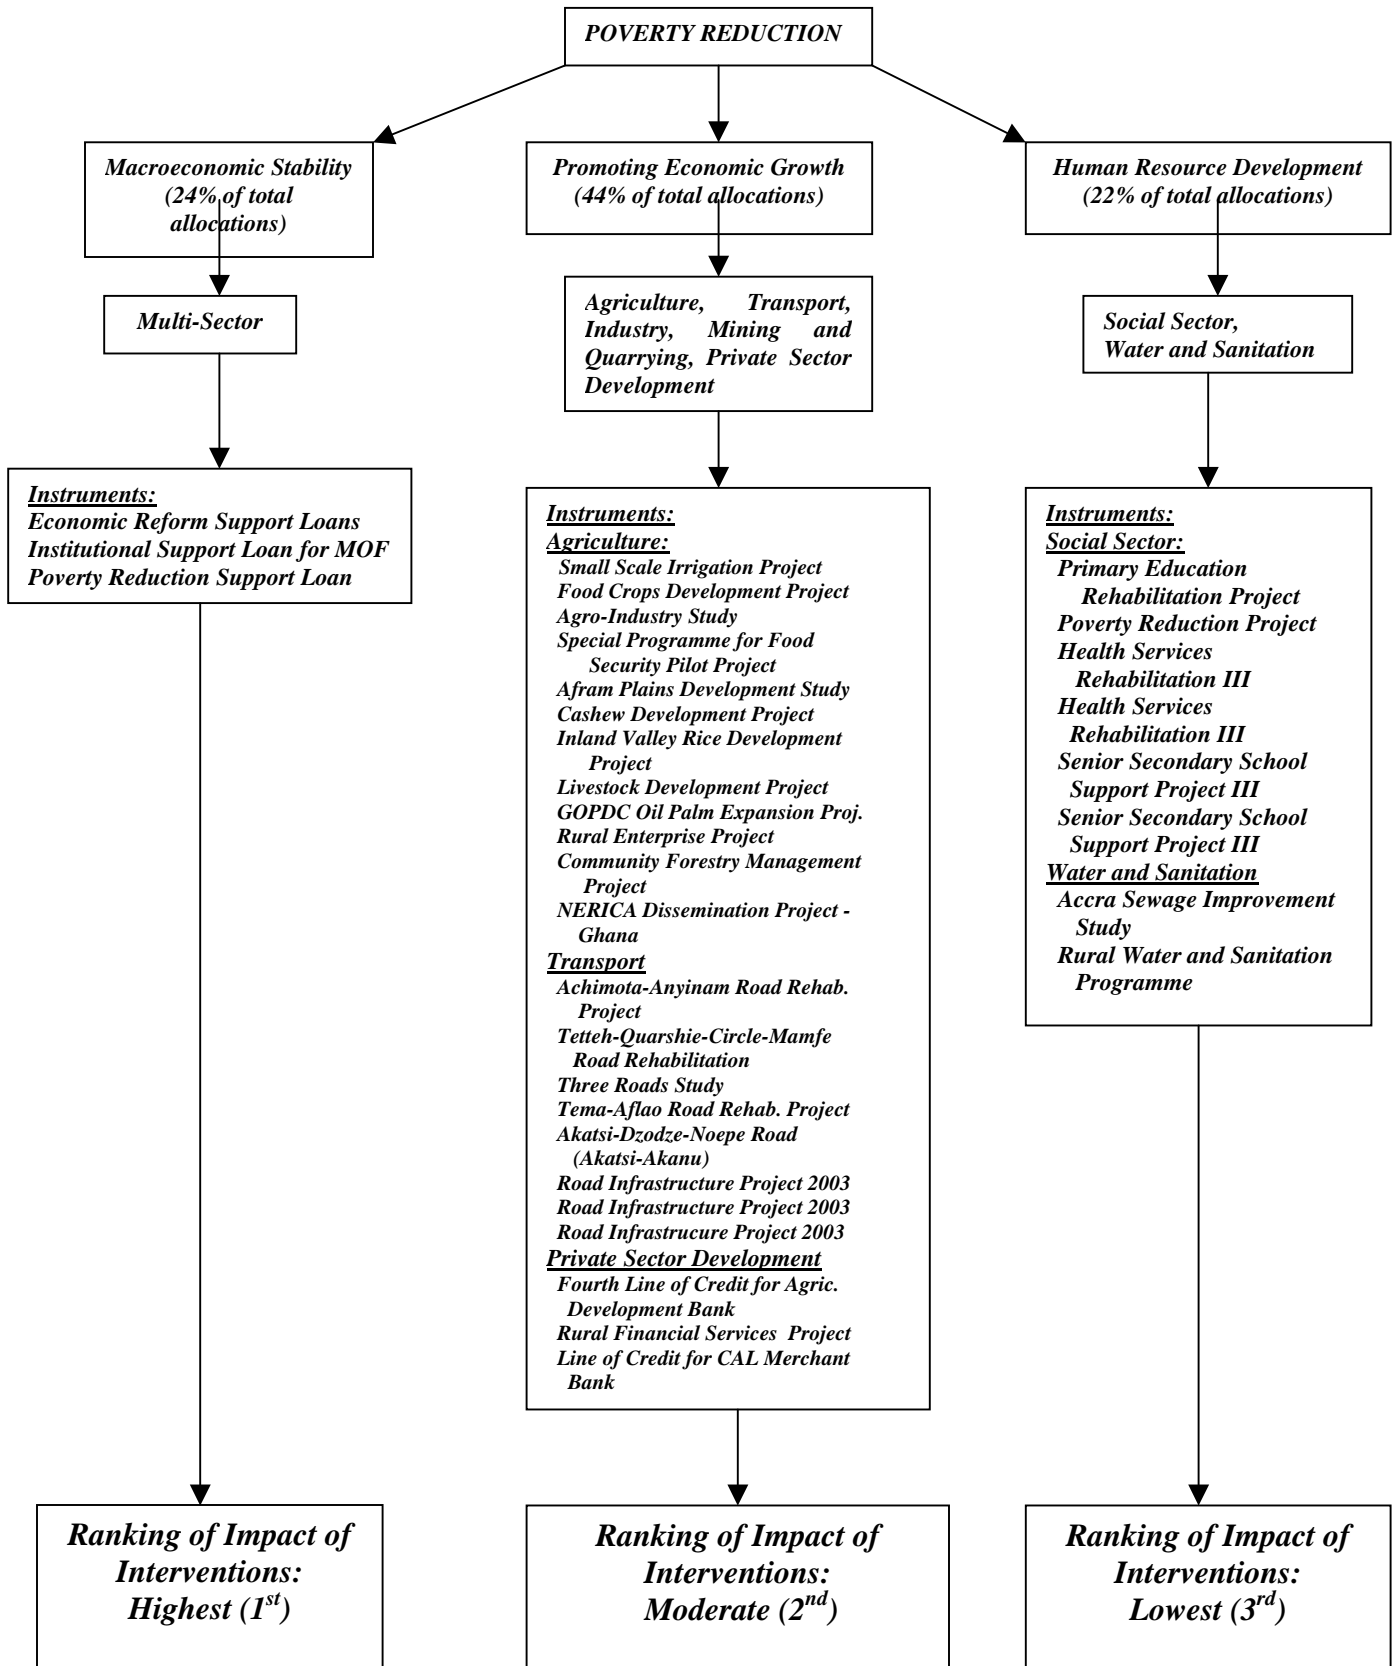 POVERTY REDUCTION
Macroeconomic Stability
(24% of total
allocations)
Promoting Economic Growth
(44% of total allocations)
Human Resource Development
(22% of total allocations)
Multi-Sector
Agriculture, Transport,
Industry, Mining and
Quarrying, Private Sector
Development
Social Sector,
Water and Sanitation
Instruments:
Economic Reform Support Loans
Institutional Support Loan for MOF
Poverty Reduction Support Loan
Instruments:
Agriculture:
Small Scale Irrigation Project
Food Crops Development Project
Agro-Industry Study
Special Programme for Food
Security Pilot Project
Afram Plains Development Study
Cashew Development Project
Inland Valley Rice Development
Project
Livestock Development Project
GOPDC Oil Palm Expansion Proj.
Rural Enterprise Project
Community Forestry Management
Project
NERICA Dissemination Project -
Ghana
Transport
Achimota-Anyinam Road Rehab.
Project
Tetteh-Quarshie-Circle-Mamfe
Road Rehabilitation
Three Roads Study
Tema-Aflao Road Rehab. Project
Akatsi-Dzodze-Noepe Road
(Akatsi-Akanu)
Road Infrastructure Project 2003
Road Infrastructure Project 2003
Road Infrastrucure Project 2003
Private Sector Development
Fourth Line of Credit for Agric.
Development Bank
Rural Financial Services Project
Line of Credit for CAL Merchant
Bank
Instruments:
Social Sector:
Primary Education
Rehabilitation Project
Poverty Reduction Project
Health Services
Rehabilitation III
Health Services
Rehabilitation III
Senior Secondary School
Support Project III
Senior Secondary School
Support Project III
Water and Sanitation
Accra Sewage Improvement
Study
Rural Water and Sanitation
Programme
Ranking of Impact of
Interventions:
Highest (1st)
Ranking of Impact of
Interventions:
Moderate (2nd)
Ranking of Impact of
Interventions:
Lowest (3rd)